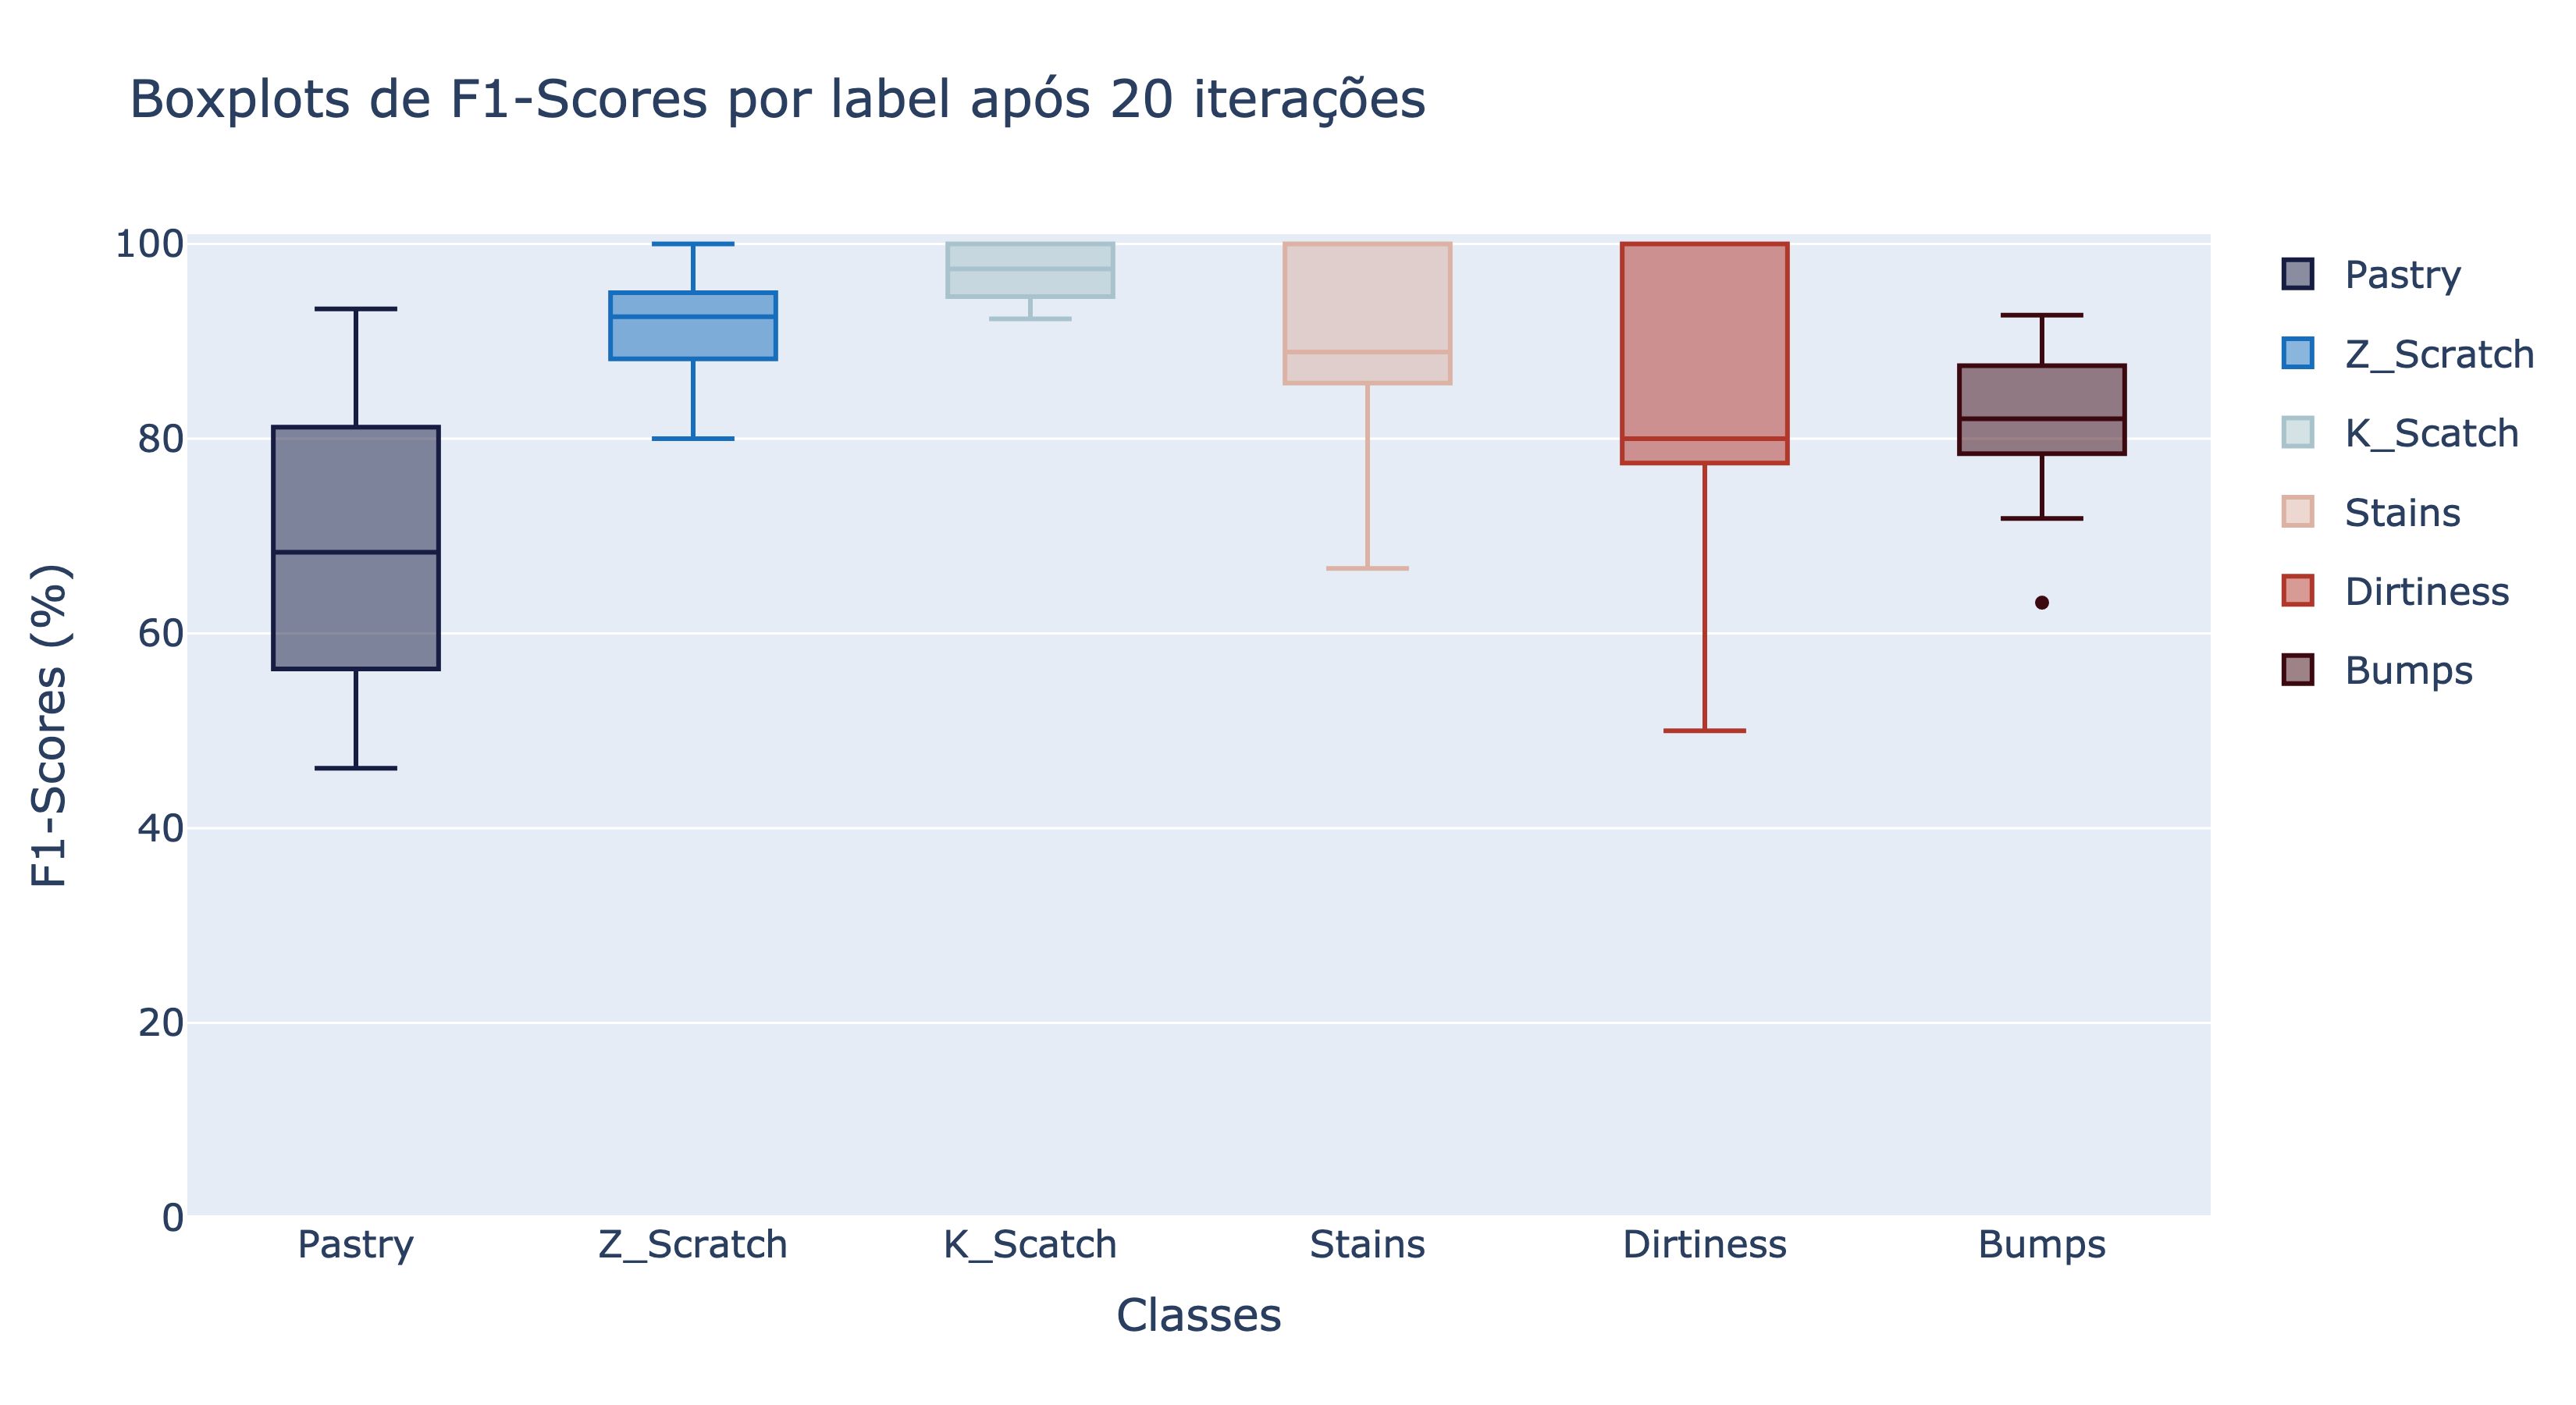 Boxplots de F1-Scores por label após 20 iterações
100
80
60
40
20
0
F1-Scores (%)
Pastry
Z_Scratch
K_Scatch
Stains
Dirtiness
Bumps
Classes
Pastry
Z_Scratch
K_Scatch
Stains
Dirtiness
Bumps